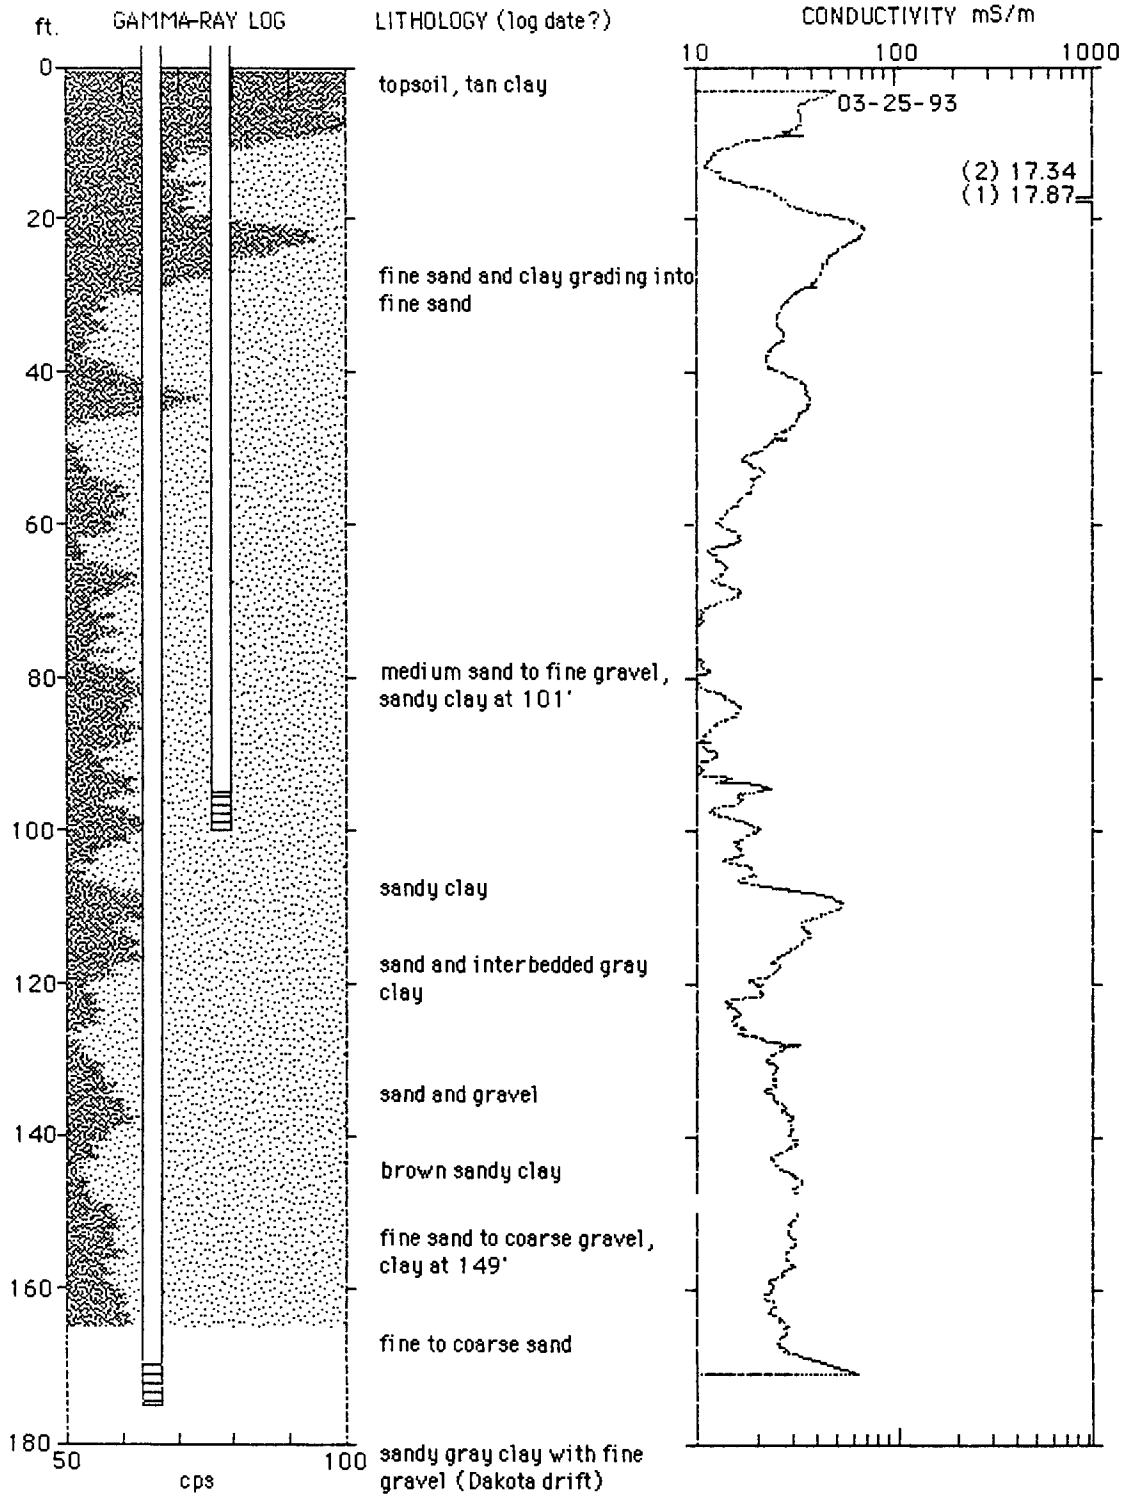 ft.
GAMMA-RAY LOG
LITHOLOGY (log date?)
CONDUCTIVITY mS/m
10
100
1000
0
topsoil, tan clay
03-25-93
(2) 17.34
(1) 17.87
20
fine sand and clay grading into
fine sand
40
60
80
medium sand to fine gravel,
sandy clay at 101'
100
sandy clay
sand and interbedded gray
clay
120
sand and gravel
140
brown sandy clay
fine sand to coarse gravel,
clay at 149'
160
fine to coarse sand
180
50
100
cps
sandy gray clay with fine
gravel (Dakota drift)
10
100
1000